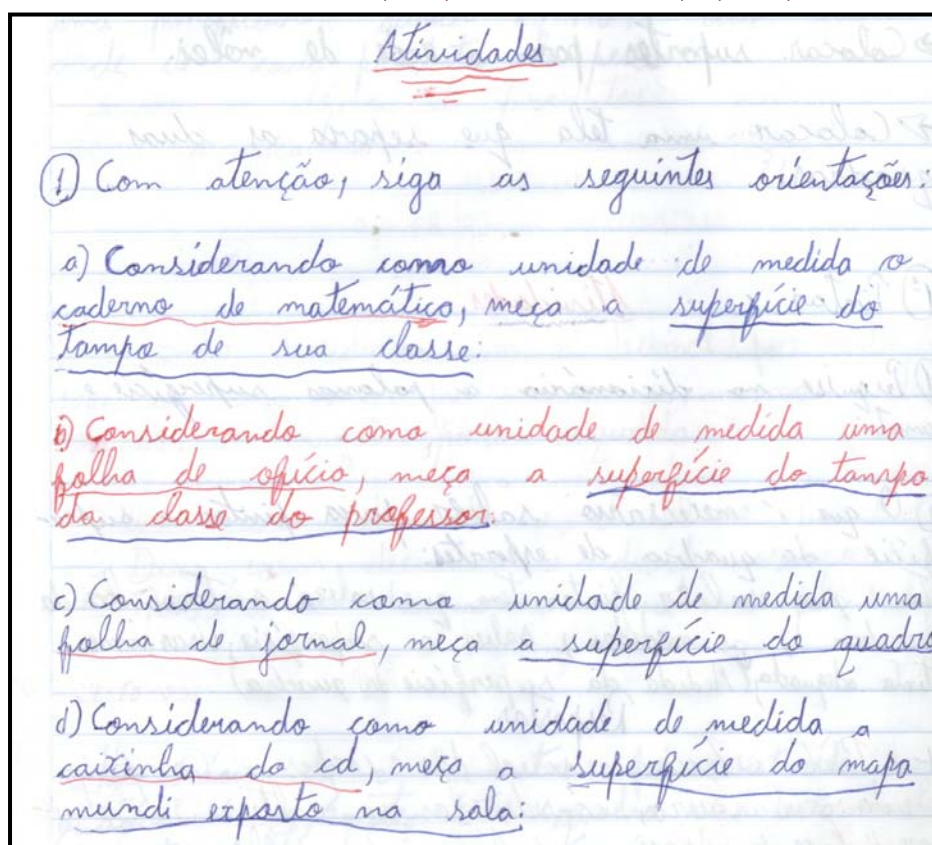 Atividades
① Com atenção, siga as seguintes orientações:
a) Considerando como unidade de medida o
caderno de matemática, meça a superfície do
tampo de sua classe:
b) Considerando como unidade de medida uma
folha de ofício, meça a superfície do tampo
da classe do professor:
c) Considerando como unidade de medida uma
folha de jornal, meça a superfície do quadro
d) Considerando como unidade de medida a
caixinha do cd, meça a superfície do mapa
mundi exposto na sala: